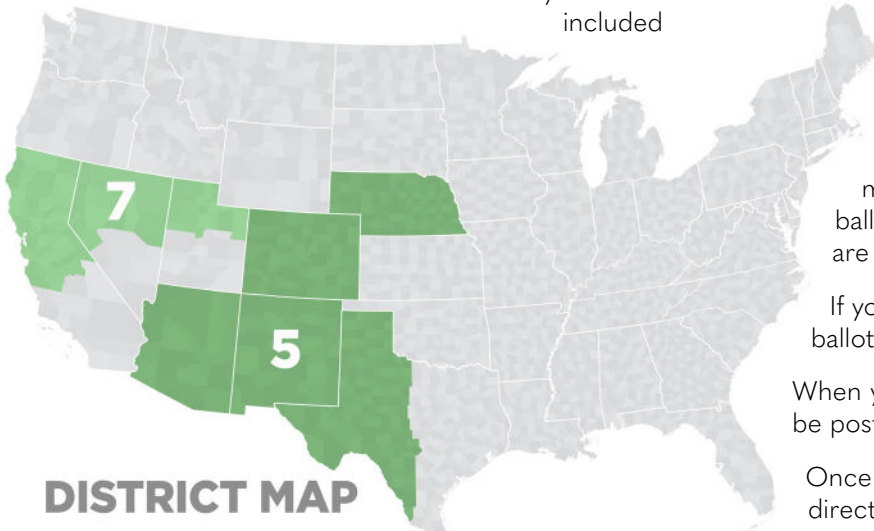 included
7
5
DISTRICT MAP
ball
are
If yo
ballot
When y
be post
Once
direct